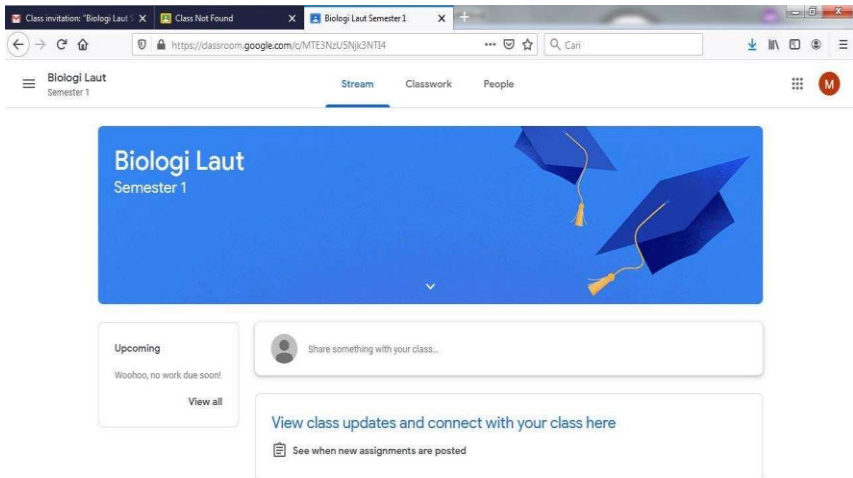 Class invitation: "Biologi Laut S
Class Not Found
Biologi Laut Semester 1
https://classroom.google.com/c/MTE3NzU5Njk3NTI4
Cari
Biologi Laut
Semester 1
Stream
Classwork
People
M
Biologi Laut
Semester 1
Upcoming
Woohoo, no work due soon!
View all
Share something with your class...
View class updates and connect with your class here
See when new assignments are posted